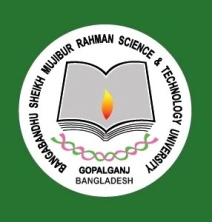 BANGABANDHU SHEIKH MUJIBUR RAHMAN SCIENCE & TECHNOLOGY UNIVERSITY
GOPALGANJ
BANGLADESH